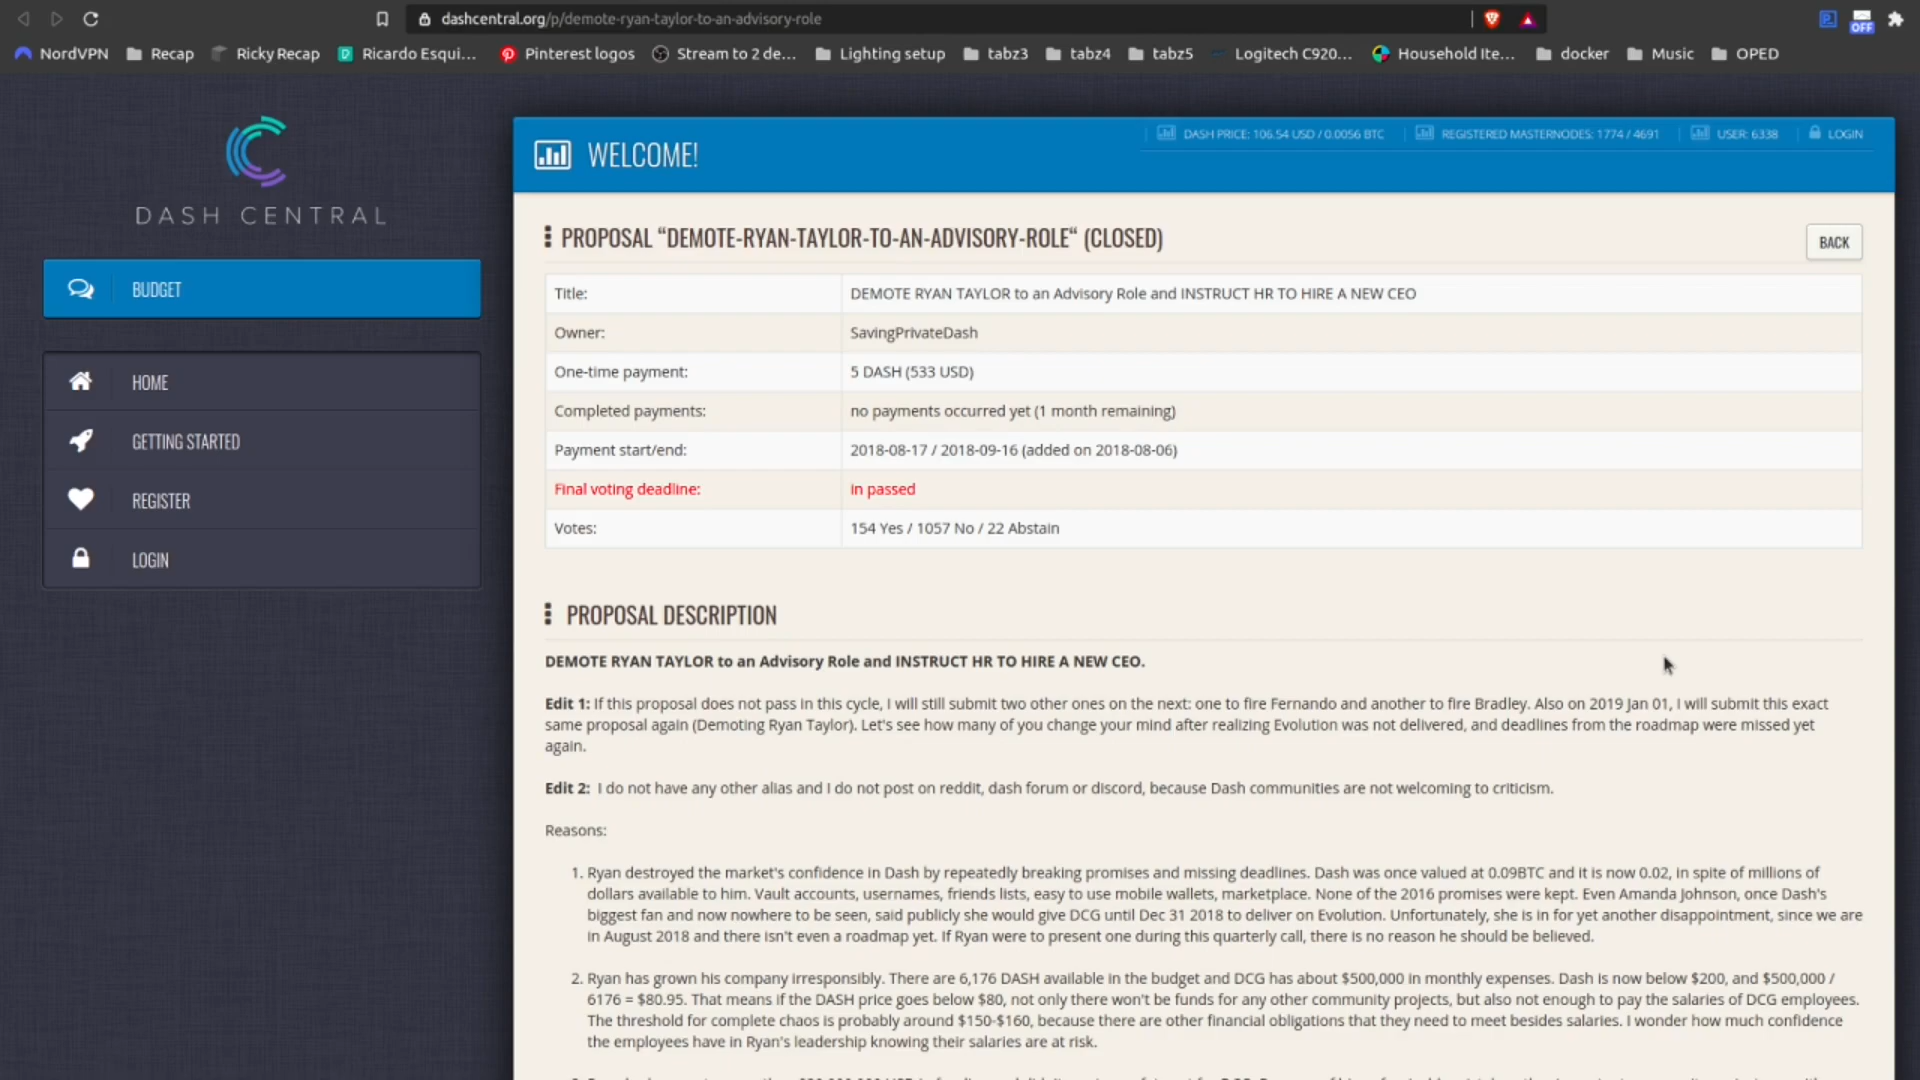 dashcentral.org/p/demote-ryan-taylor-to-an-advisory-role
OFF
NordVPN Recap Ricky Recap Ricardo Esqui... Pinterest logos Stream to 2 de... Lighting setup tabz3 tabz4 tabz5 Logitech C920... Household Ite... docker Music OPED
DASH CENTRAL
BUDGET
HOME
GETTING STARTED
REGISTER
LOGIN
DASH PRICE: 106.54 USD / 0.0056 BTC REGISTERED MASTERNODES: 1774 / 4691 USER: 6338 LOGIN
WELCOME!
PROPOSAL “DEMOTE-RYAN-TAYLOR-TO-AN-ADVISORY-ROLE“ (CLOSED)
BACK
Title: DEMOTE RYAN TAYLOR to an Advisory Role and INSTRUCT HR TO HIRE A NEW CEO
Owner: SavingPrivateDash
One-time payment: 5 DASH (533 USD)
Completed payments: no payments occurred yet (1 month remaining)
Payment start/end: 2018-08-17 / 2018-09-16 (added on 2018-08-06)
Final voting deadline: in passed
Votes: 154 Yes / 1057 No / 22 Abstain
PROPOSAL DESCRIPTION
DEMOTE RYAN TAYLOR to an Advisory Role and INSTRUCT HR TO HIRE A NEW CEO.
Edit 1: If this proposal does not pass in this cycle, I will still submit two other ones on the next: one to fire Fernando and another to fire Bradley. Also on 2019 Jan 01, I will submit this exact
same proposal again (Demoting Ryan Taylor). Let's see how many of you change your mind after realizing Evolution was not delivered, and deadlines from the roadmap were missed yet
again.
Edit 2: I do not have any other alias and I do not post on reddit, dash forum or discord, because Dash communities are not welcoming to criticism.
Reasons:
1. Ryan destroyed the market's confidence in Dash by repeatedly breaking promises and missing deadlines. Dash was once valued at 0.09BTC and it is now 0.02, in spite of millions of
dollars available to him. Vault accounts, usernames, friends lists, easy to use mobile wallets, marketplace. None of the 2016 promises were kept. Even Amanda Johnson, once Dash's
biggest fan and now nowhere to be seen, said publicly she would give DCG until Dec 31 2018 to deliver on Evolution. Unfortunately, she is in for yet another disappointment, since we are
in August 2018 and there isn't even a roadmap yet. If Ryan were to present one during this quarterly call, there is no reason he should be believed.
2. Ryan has grown his company irresponsibly. There are 6,176 DASH available in the budget and DCG has about $500,000 in monthly expenses. Dash is now below $200, and $500,000 /
6176 = $80.95. That means if the DASH price goes below $80, not only there won't be funds for any other community projects, but also not enough to pay the salaries of DCG employees.
The threshold for complete chaos is probably around $150-$160, because there are other financial obligations that they need to meet besides salaries. I wonder how much confidence
the employees have in Ryan's leadership knowing their salaries are at risk.